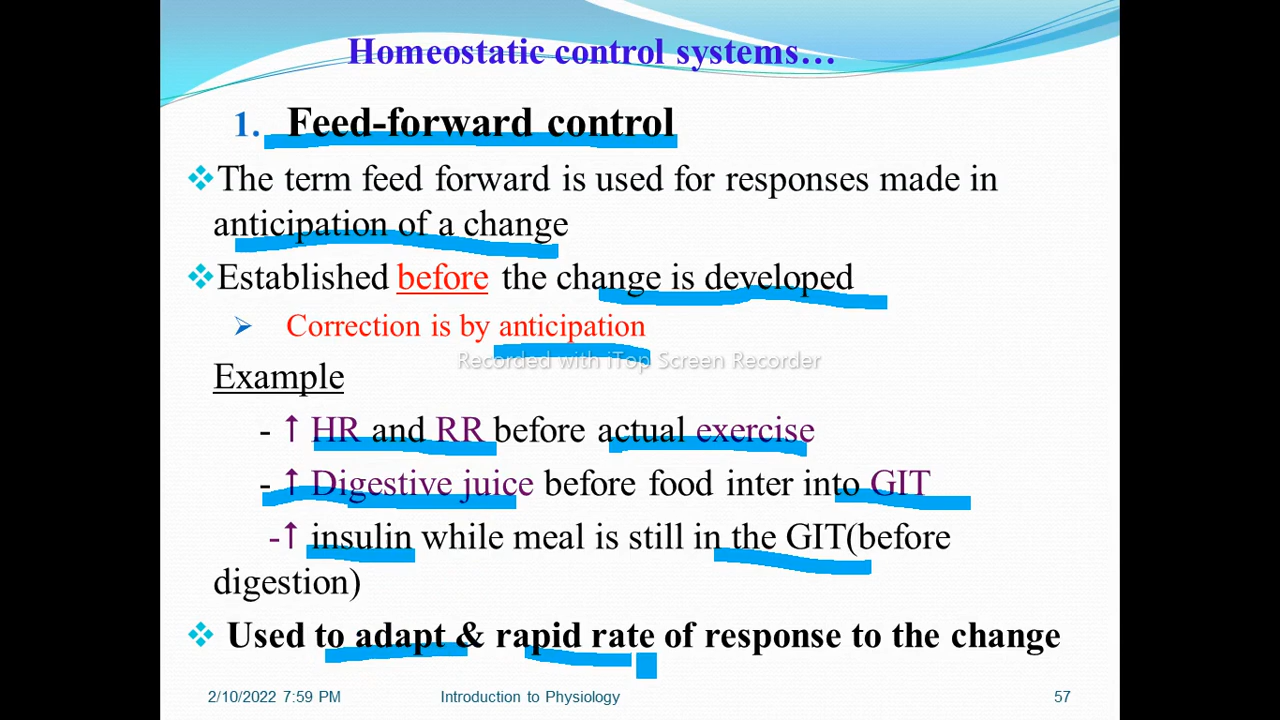 Homeostatic control systems…
1. Feed-forward control
❖The term feed forward is used for responses made in
anticipation of a change
❖Established before the change is developed
➢ Correction is by anticipation
Recorded with iTop Screen Recorder
Example
- ↑ HR and RR before actual exercise
- ↑ Digestive juice before food inter into GIT
-↑ insulin while meal is still in the GIT(before
digestion)
❖ Used to adapt & rapid rate of response to the change
2/10/2022 7:59 PM Introduction to Physiology 57